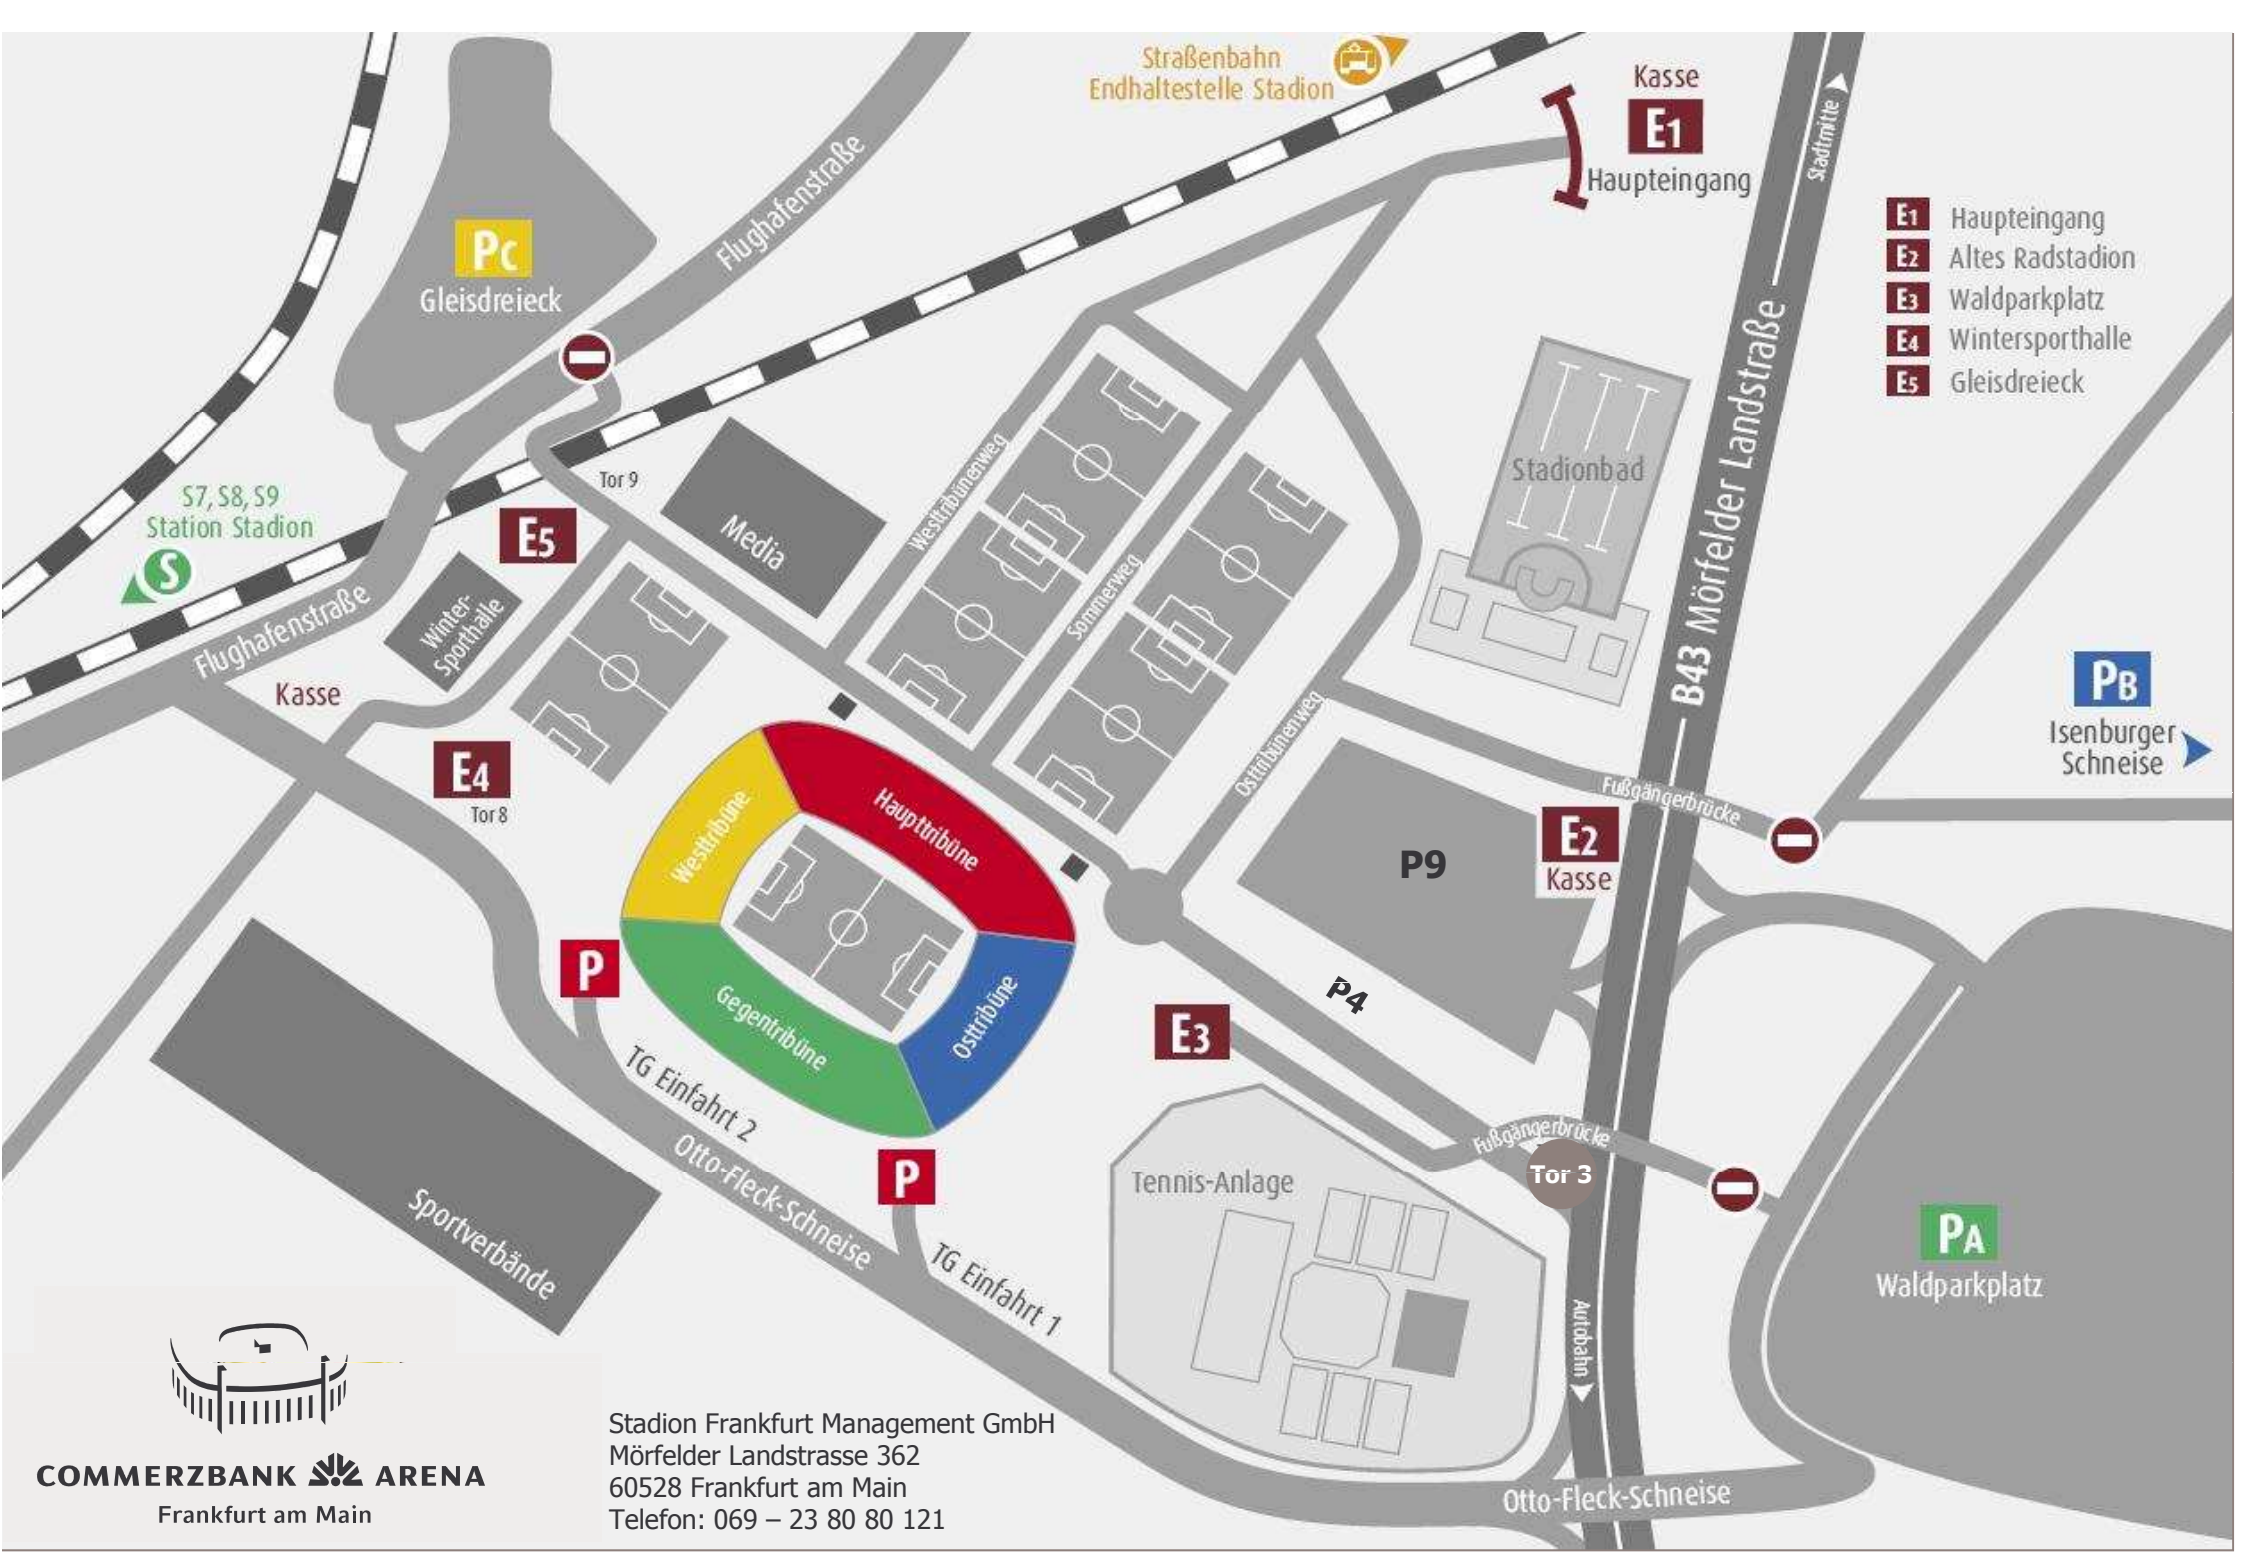 Straßenbahn
Endhaltestelle Stadion
Kasse
E1
Haupteingang
Stadtmitte
E1 Haupteingang
E2 Altes Radstadion
E3 Waldparkplatz
E4 Wintersporthalle
E5 Gleisdreieck
Flughafenstraße
PC
Gleisdreieck
S7, S8, S9
Station Stadion
S
Tor 9
E5
Media
Westtribünenweg
Sommerweg
Stadionbad
B43 Mörfelder Landstraße
Flughafenstraße
Winter-
Sporthalle
Kasse
E4
Tor 8
Osttribünenweg
PB
Isenburger
Schneise
Fußgängerbrücke
E2
Kasse
P9
P4
Westtribüne
Haupttribüne
Gegentribüne
Osttribüne
P
TG Einfahrt 2
E3
Fußgängerbrücke
Tor 3
Otto-Fleck-Schneise
P
TG Einfahrt 1
Tennis-Anlage
Sportverbände
PA
Waldparkplatz
Autobahn
Otto-Fleck-Schneise
COMMERZBANK ARENA
Frankfurt am Main
Stadion Frankfurt Management GmbH
Mörfelder Landstrasse 362
60528 Frankfurt am Main
Telefon: 069 – 23 80 80 121